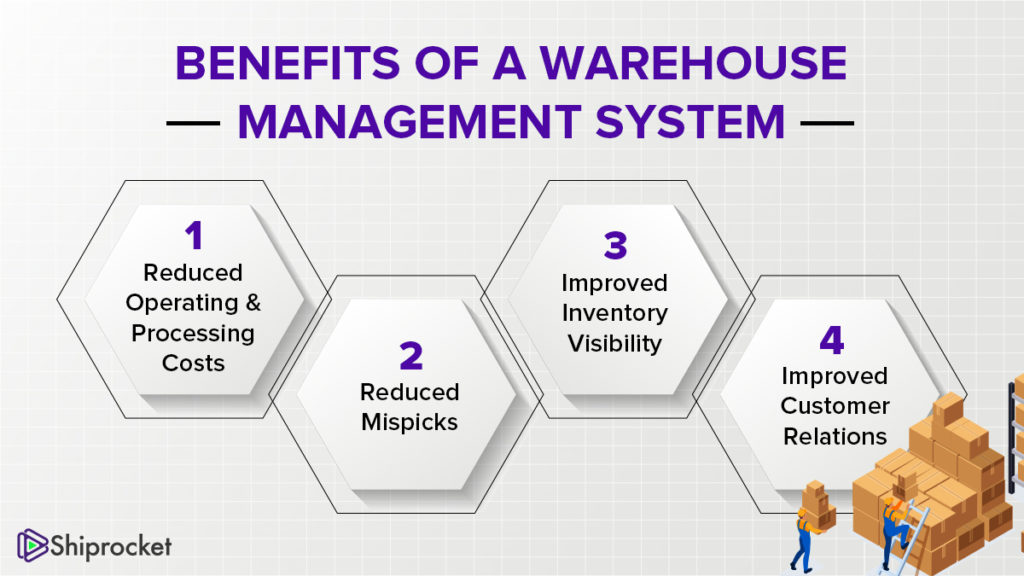 BENEFITS OF A WAREHOUSE
MANAGEMENT SYSTEM
1
Reduced
Operating &
Processing
Costs
2
Reduced
Mispicks
3
Improved
Inventory
Visibility
4
Improved
Customer
Relations
Shiprocket